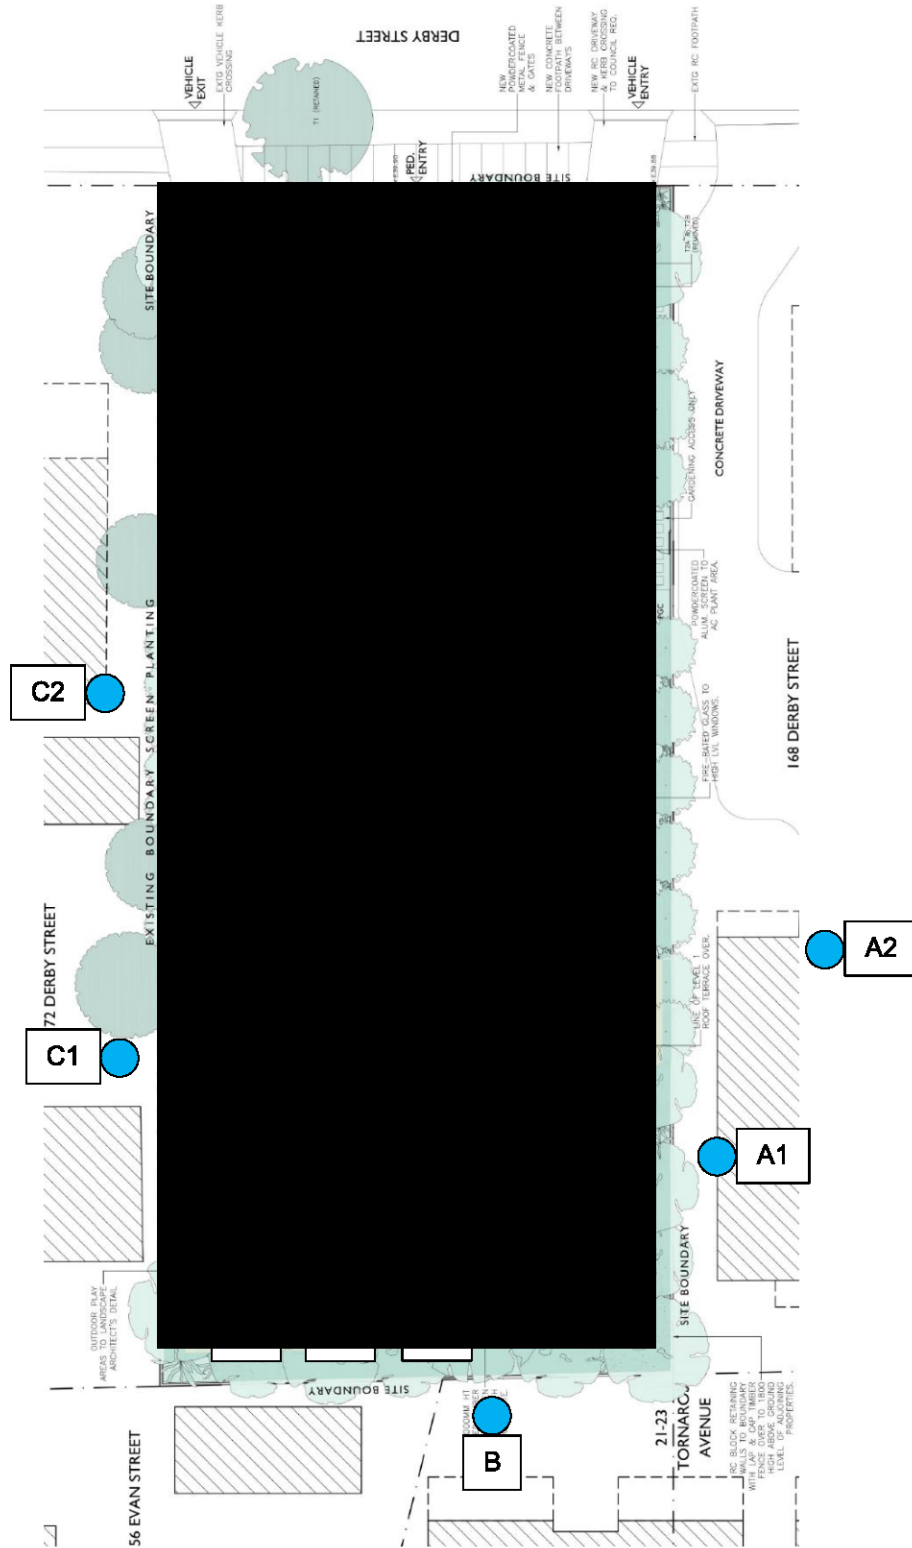 DERBY STREET
VEHICLE
EXIT
EXTG VEHICLE KERB
CROSSING
T1 (RETAINED)
PED.
ENTRY
NEW
POWDERCOATED
METAL FENCE
& GATES
NEW CONCRETE
FOOTPATH BETWEEN
DRIVEWAYS
NEW RC DRIVEWAY
& KERB CROSSING
TO COUNCIL REQ.
VEHICLE
ENTRY
EXTG RC FOOTPATH
SITE BOUNDARY
SITE BOUNDARY
(REMOVED)
GARDENING ACCESS ONLY
CONCRETE DRIVEWAY
POWDERCOATED
ALUM. SCREEN TO
AC PLANT AREA.
EXISTING BOUNDARY SCREEN PLANTING
C2
168 DERBY STREET
FIRE-RATED GLASS TO
HIGH LVL WINDOWS.
72 DERBY STREET
A2
LINE OF LEVEL 1
ROOF TERRACE OVER.
C1
A1
SITE BOUNDARY
OUTDOOR PLAY
AREAS TO LANDSCAPE
ARCHITECT'S DETAIL
SITE BOUNDARY
B
21-23
AVENUE
RC BLOCK RETAINING
WALLS TO BOUNDARY
WITH LAP & CAP TIMBER
FENCE OVER TO 1800
HIGH ABOVE GROUND
LEVEL OF ADJOINING
PROPERTIES.
56 EVAN STREET